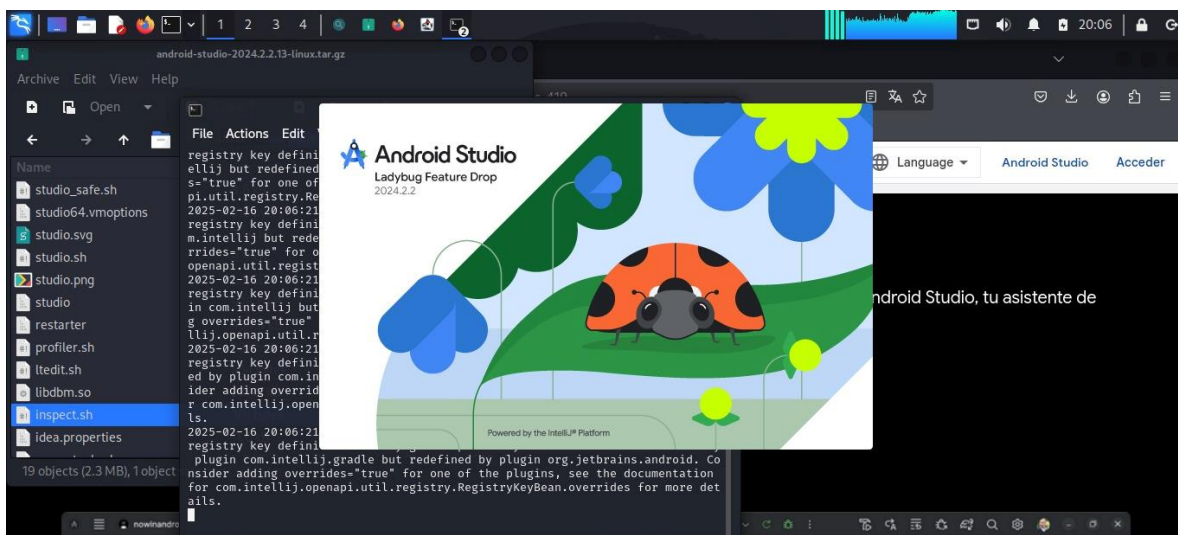 1 2 3 4
2
20:06
android-studio-2024.2.2.13-linux.tar.gz
Archive Edit View Help
Open
Name
studio_safe.sh
studio64.vmoptions
studio.svg
studio.sh
studio.png
studio
restarter
profiler.sh
ltedit.sh
libdbm.so
inspect.sh
idea.properties
19 objects (2.3 MB), 1 object
File Actions Edit
registry key defini
ellij but redefined
s="true" for one of
pi.util.registry.Re
2025-02-16 20:06:21
registry key defini
m.intellij but rede
rrides="true" for o
openapi.util.regist
2025-02-16 20:06:21
registry key defini
in com.intellij but
g overrides="true"
llij.openapi.util.r
2025-02-16 20:06:21
registry key defini
ed by plugin com.in
ider adding overrid
r com.intellij.open
ls.
2025-02-16 20:06:21
registry key defini
plugin com.intellij.gradle but redefined by plugin org.jetbrains.android. Co
nsider adding overrides="true" for one of the plugins, see the documentation
for com.intellij.openapi.util.registry.RegistryKeyBean.overrides for more det
ails.
Android Studio
Ladybug Feature Drop
2024.2.2
Powered by the IntelliJ® Platform
Language
Android Studio
Acceder
ndroid Studio, tu asistente de
nowinandro